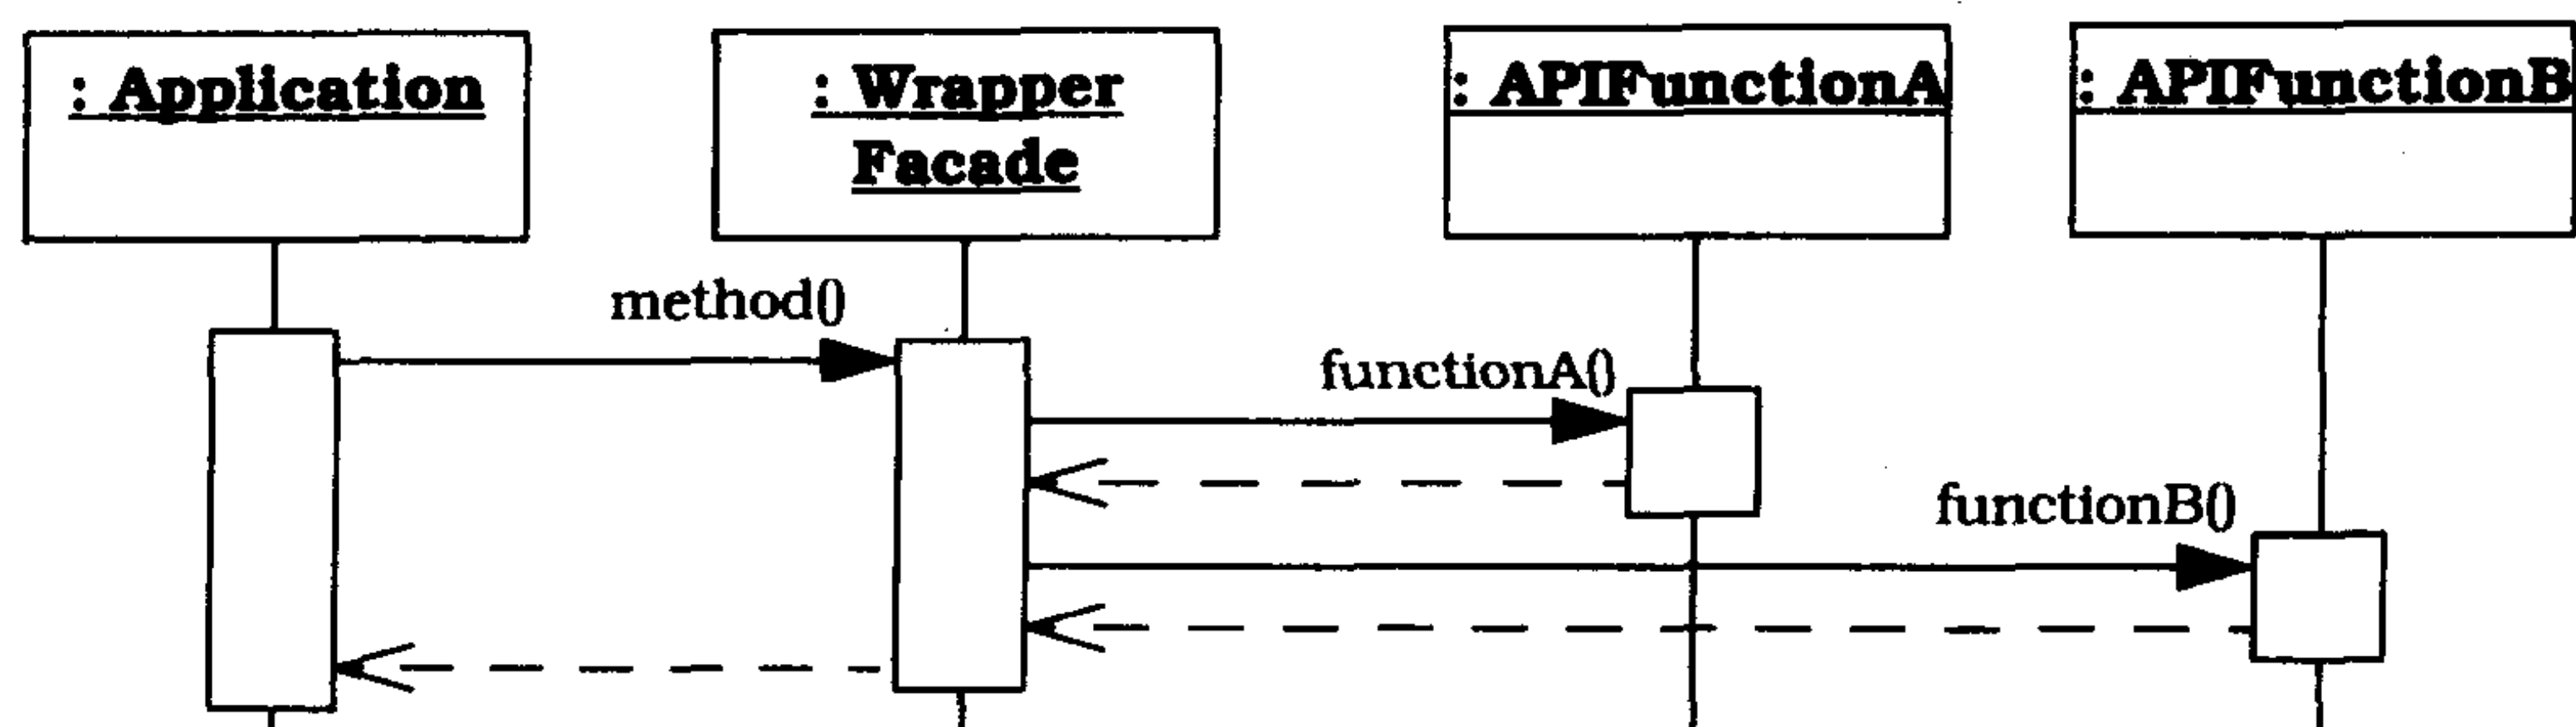 : Application
: Wrapper
Facade
: APIFunctionA
: APIFunctionB
method()
functionA()
functionB()